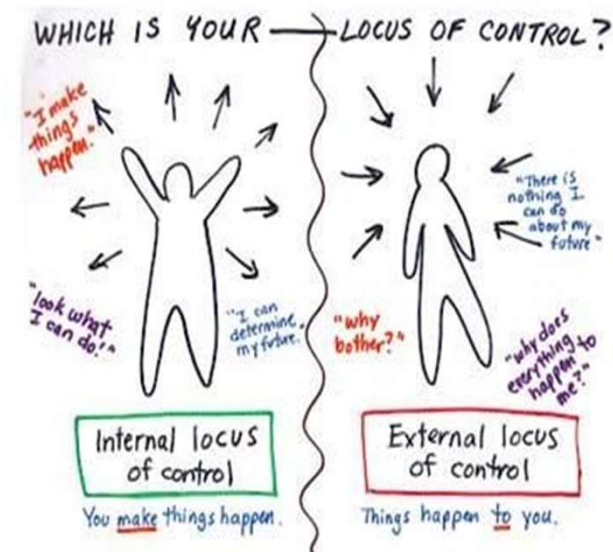 WHICH IS YOUR LOCUS OF CONTROL?
"I make
things
happen."
"look what
I can do!"
"I can
determine
my future.
Internal locus
of control
You make things happen.
"There is
nothing I
can do
about my
future"
"why
bother?"
"why does
everything
happen to
me?"
External locus
of control
Things happen to you.